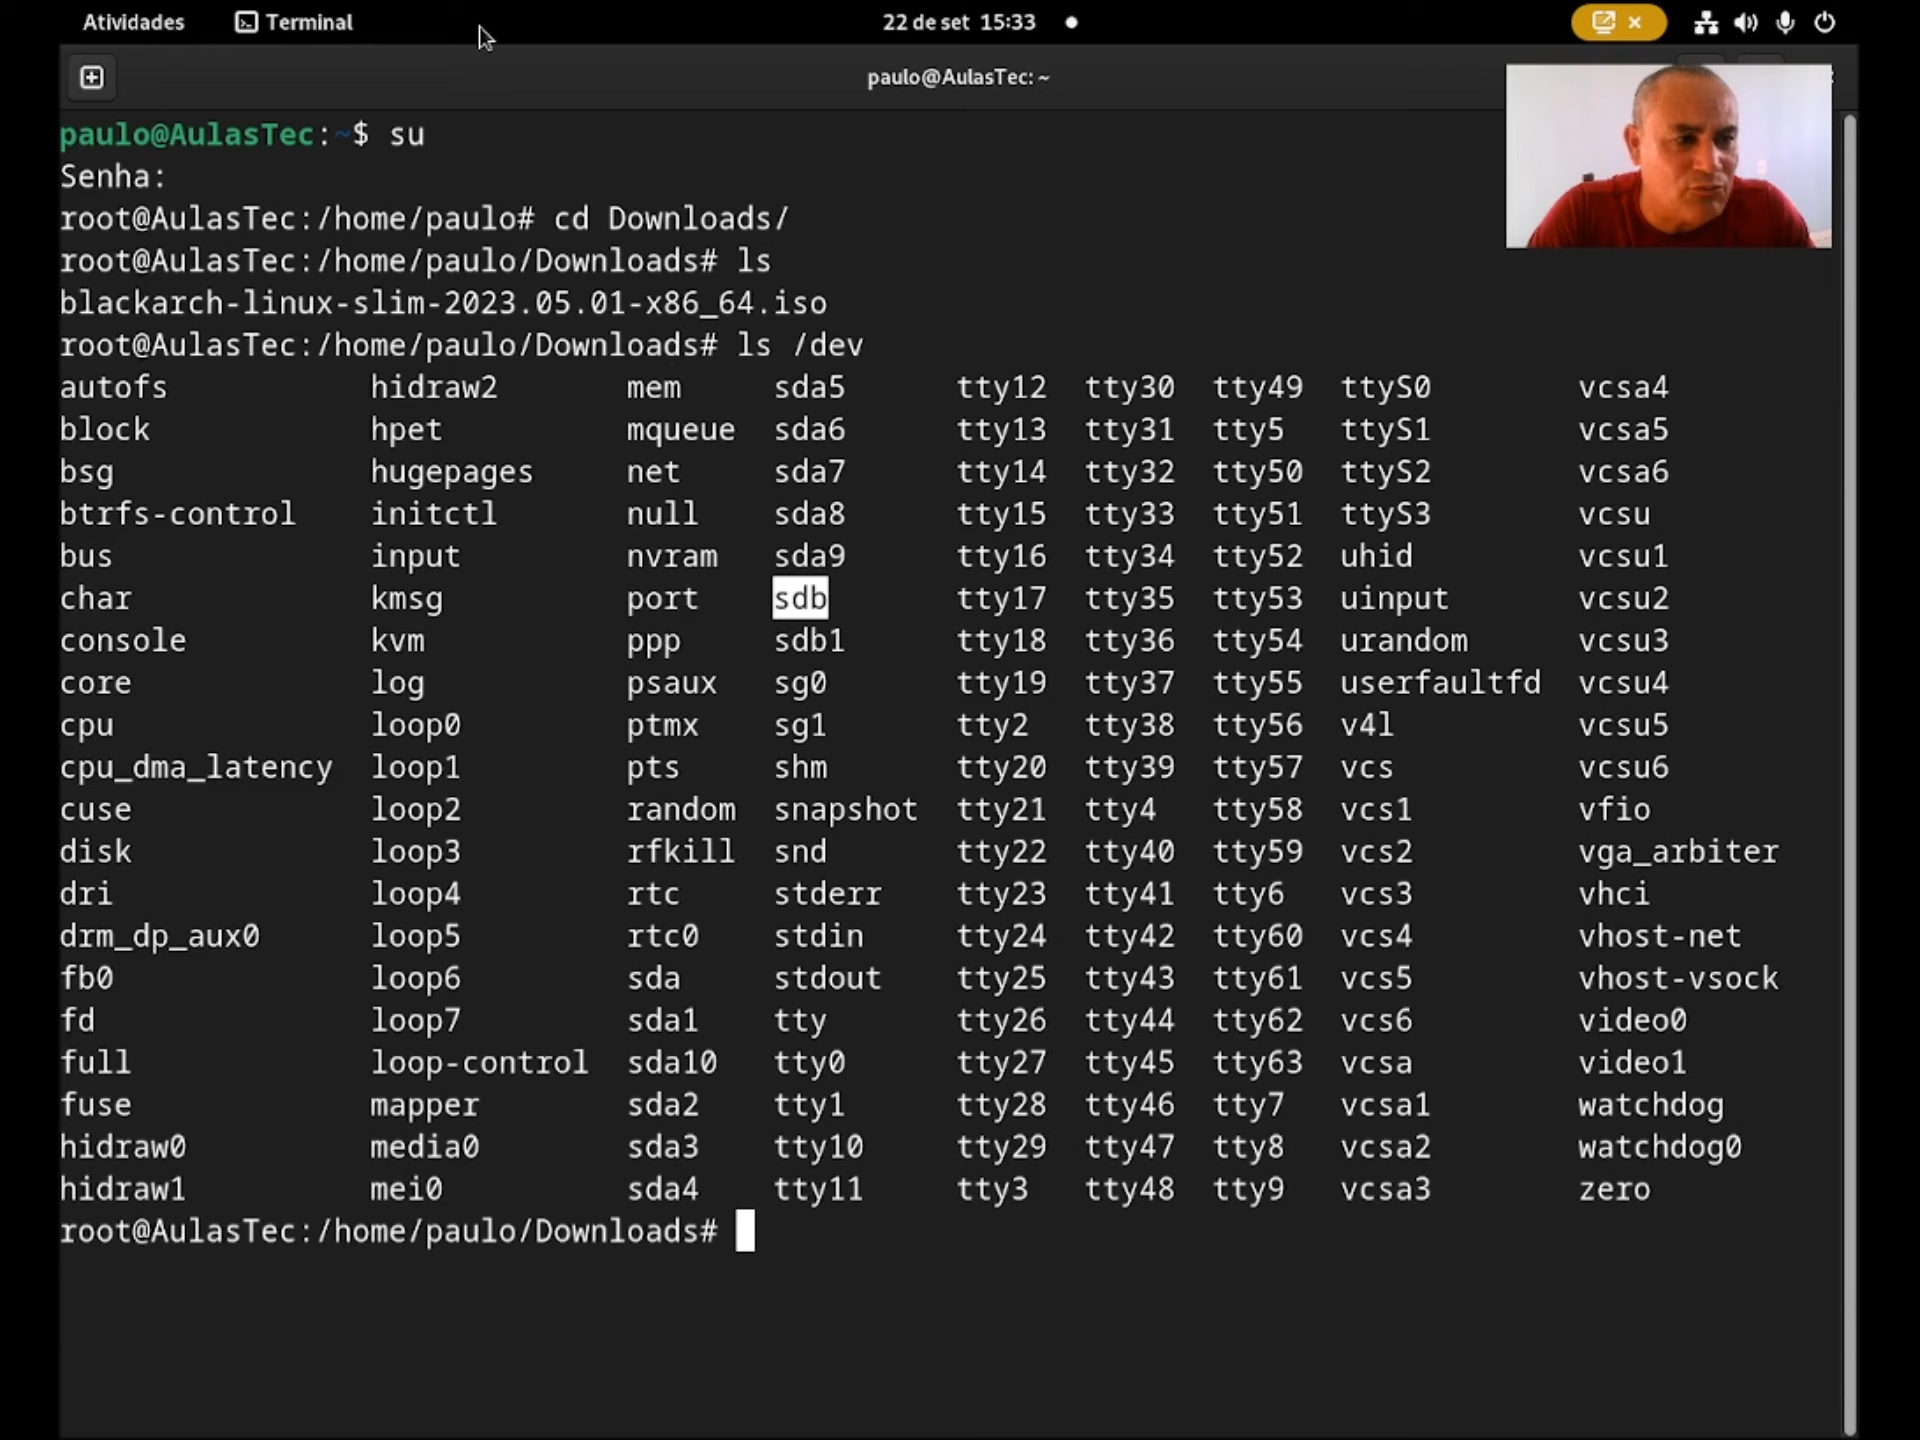 Atividades Terminal 22 de set 15:33
paulo@AulasTec: ~
paulo@AulasTec:~$ su
Senha:
root@AulasTec:/home/paulo# cd Downloads/
root@AulasTec:/home/paulo/Downloads# ls
blackarch-linux-slim-2023.05.01-x86_64.iso
root@AulasTec:/home/paulo/Downloads# ls /dev
autofs hidraw2 mem sda5 tty12 tty30 tty49 ttyS0 vcsa4
block hpet mqueue sda6 tty13 tty31 tty5 ttyS1 vcsa5
bsg hugepages net sda7 tty14 tty32 tty50 ttyS2 vcsa6
btrfs-control initctl null sda8 tty15 tty33 tty51 ttyS3 vcsu
bus input nvram sda9 tty16 tty34 tty52 uhid vcsu1
char kmsg port sdb tty17 tty35 tty53 uinput vcsu2
console kvm ppp sdb1 tty18 tty36 tty54 urandom vcsu3
core log psaux sg0 tty19 tty37 tty55 userfaultfd vcsu4
cpu loop0 ptmx sg1 tty2 tty38 tty56 v4l vcsu5
cpu_dma_latency loop1 pts shm tty20 tty39 tty57 vcs vcsu6
cuse loop2 random snapshot tty21 tty4 tty58 vcs1 vfio
disk loop3 rfkill snd tty22 tty40 tty59 vcs2 vga_arbiter
dri loop4 rtc stderr tty23 tty41 tty6 vcs3 vhci
drm_dp_aux0 loop5 rtc0 stdin tty24 tty42 tty60 vcs4 vhost-net
fb0 loop6 sda stdout tty25 tty43 tty61 vcs5 vhost-vsock
fd loop7 sda1 tty tty26 tty44 tty62 vcs6 video0
full loop-control sda10 tty0 tty27 tty45 tty63 vcsa video1
fuse mapper sda2 tty1 tty28 tty46 tty7 vcsa1 watchdog
hidraw0 media0 sda3 tty10 tty29 tty47 tty8 vcsa2 watchdog0
hidraw1 mei0 sda4 tty11 tty3 tty48 tty9 vcsa3 zero
root@AulasTec:/home/paulo/Downloads#